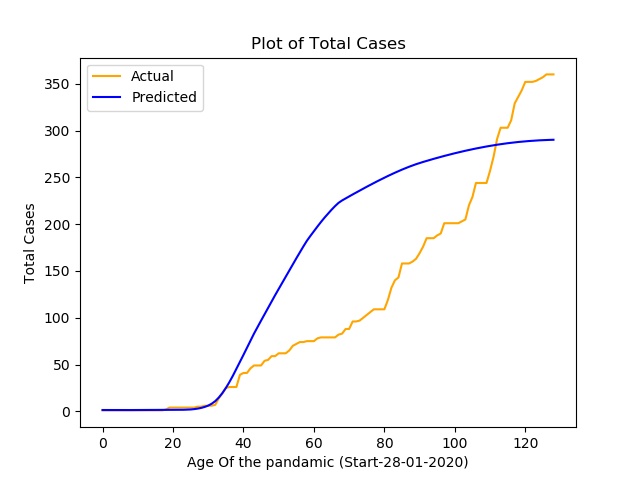 Plot of Total Cases
Actual
Predicted
350
300
250
200
150
100
50
0
Total Cases
0 20 40 60 80 100 120
Age Of the pandamic (Start-28-01-2020)